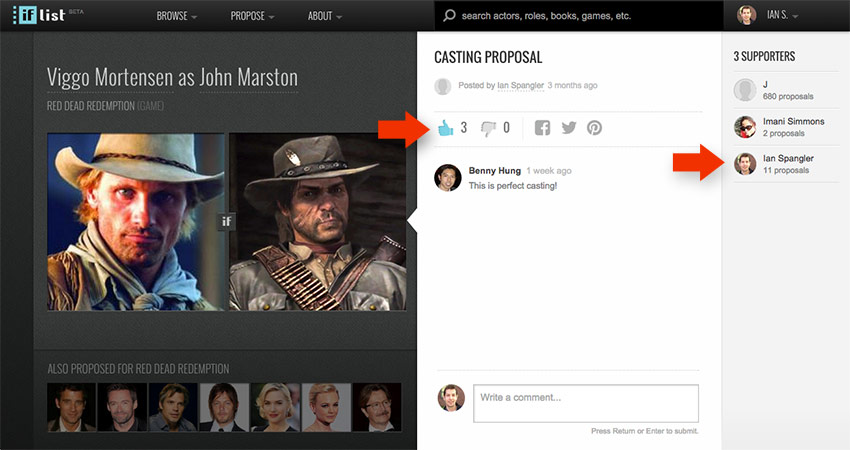 if list BETA
BROWSE
PROPOSE
ABOUT
search actors, roles, books, games, etc.
IAN S.
Viggo Mortensen as John Marston
RED DEAD REDEMPTION (GAME)
if
ALSO PROPOSED FOR RED DEAD REDEMPTION
CASTING PROPOSAL
Posted by Ian Spangler 3 months ago
3 0
Benny Hung 1 week ago
This is perfect casting!
Write a comment...
Press Return or Enter to submit.
3 SUPPORTERS
J
680 proposals
Imani Simmons
2 proposals
Ian Spangler
11 proposals